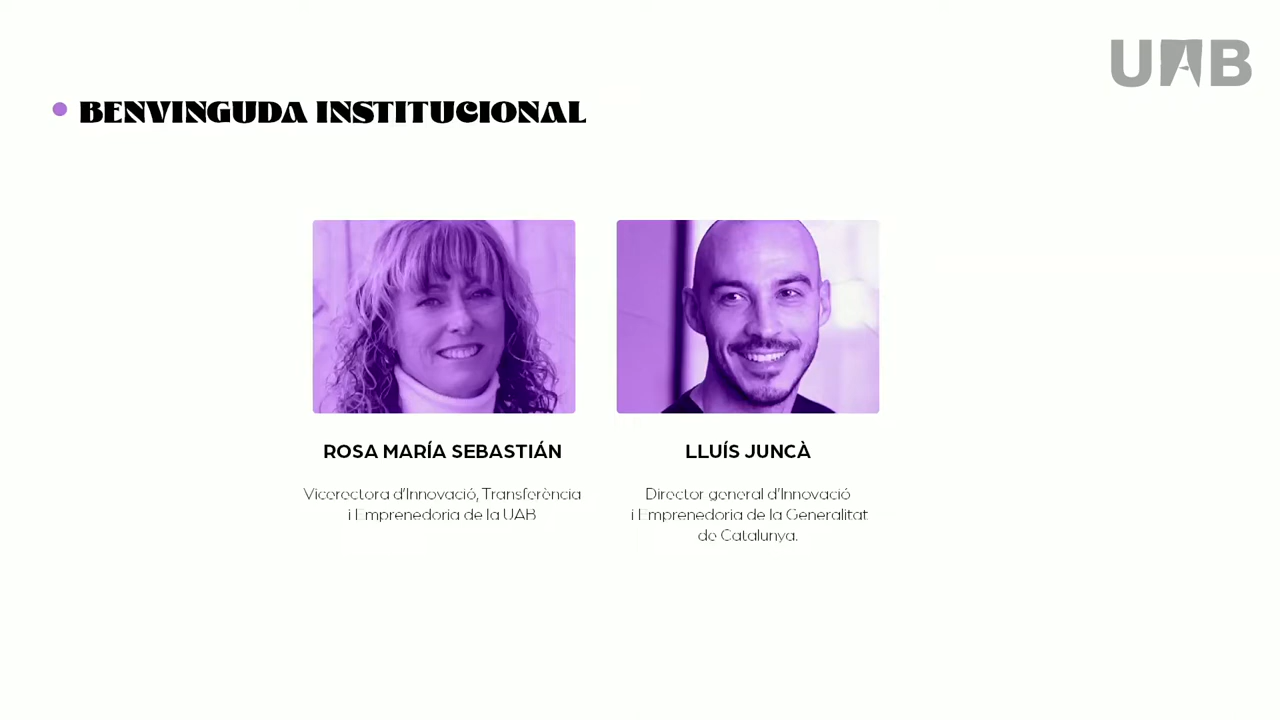 UAB
BENVINGUDA INSTITUCIONAL
ROSA MARÍA SEBASTIÁN
Vicerectora d'Innovació, Transferència
i Emprenedoria de la UAB
LLUÍS JUNCÀ
Director general d'Innovació
i Emprenedoria de la Generalitat
de Catalunya.